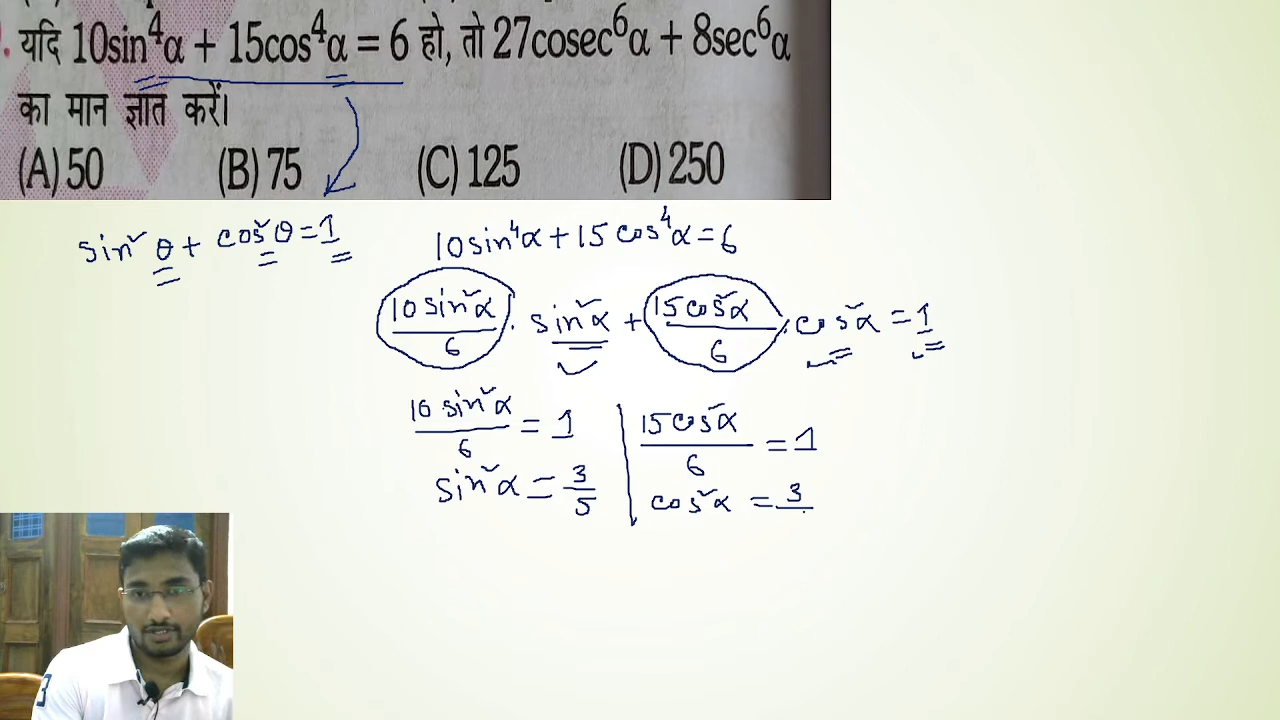 यदि 10sin⁴α + 15cos⁴α = 6 हो, तो 27cosec⁶α + 8sec⁶α
का मान ज्ञात करें।
(A) 50 (B) 75 (C) 125 (D) 250
sin²θ + cos²θ = 1
10sin⁴α + 15cos⁴α = 6
10sin²α/6 · sin²α + 15cos²α/6 · cos²α = 1
10sin²α/6 = 1
sin²α = 3/5
15cos²α/6 = 1
cos²α = 3
3